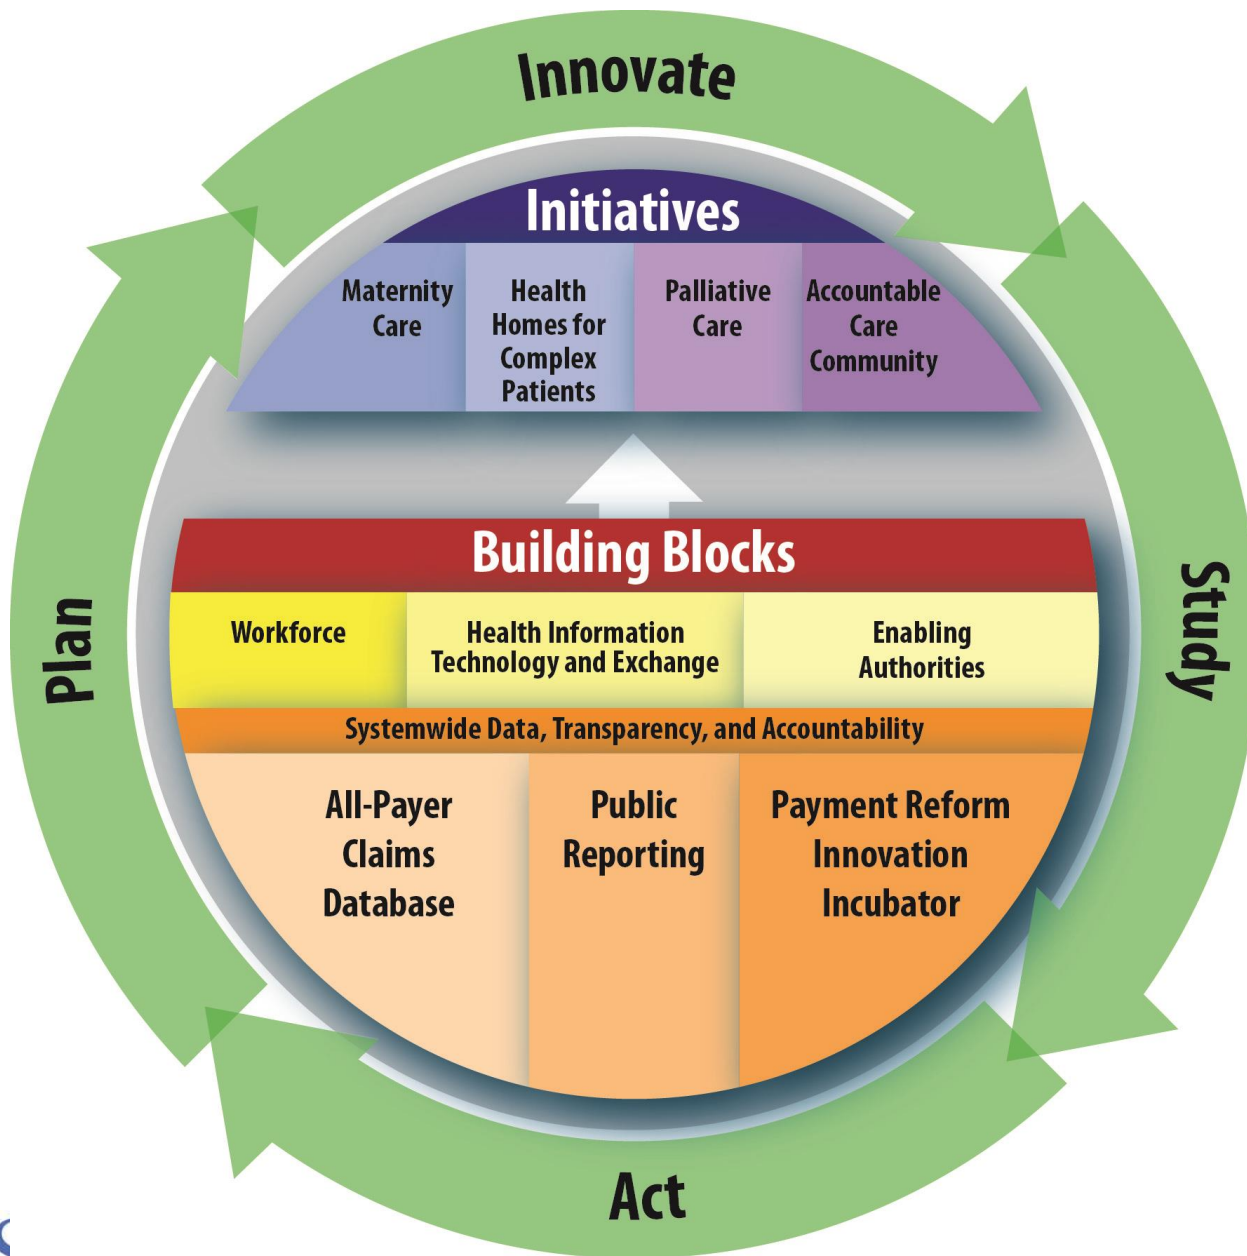 Innovate
Initiatives
Maternity
Care
Health
Homes for
Complex
Patients
Palliative
Care
Accountable
Care
Community
Building Blocks
Workforce
Health Information
Technology and Exchange
Enabling
Authorities
Systemwide Data, Transparency, and Accountability
All-Payer
Claims
Database
Public
Reporting
Payment Reform
Innovation
Incubator
Plan
Study
Act